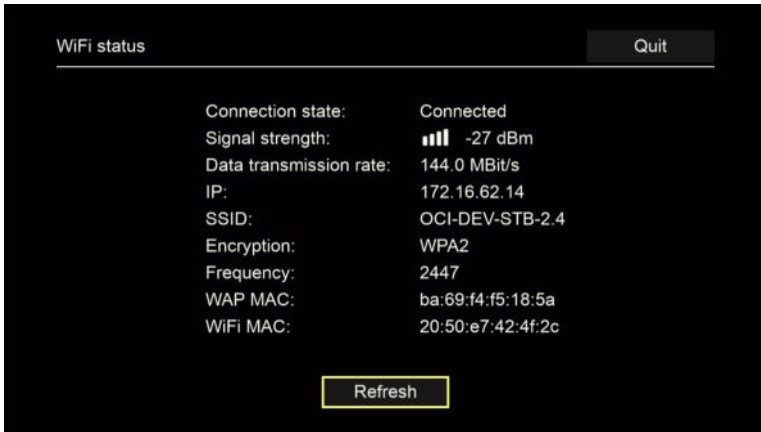 WiFi status Quit
Connection state: Connected
Signal strength: -27 dBm
Data transmission rate: 144.0 MBit/s
IP: 172.16.62.14
SSID: OCI-DEV-STB-2.4
Encryption: WPA2
Frequency: 2447
WAP MAC: ba:69:f4:f5:18:5a
WiFi MAC: 20:50:e7:42:4f:2c
Refresh